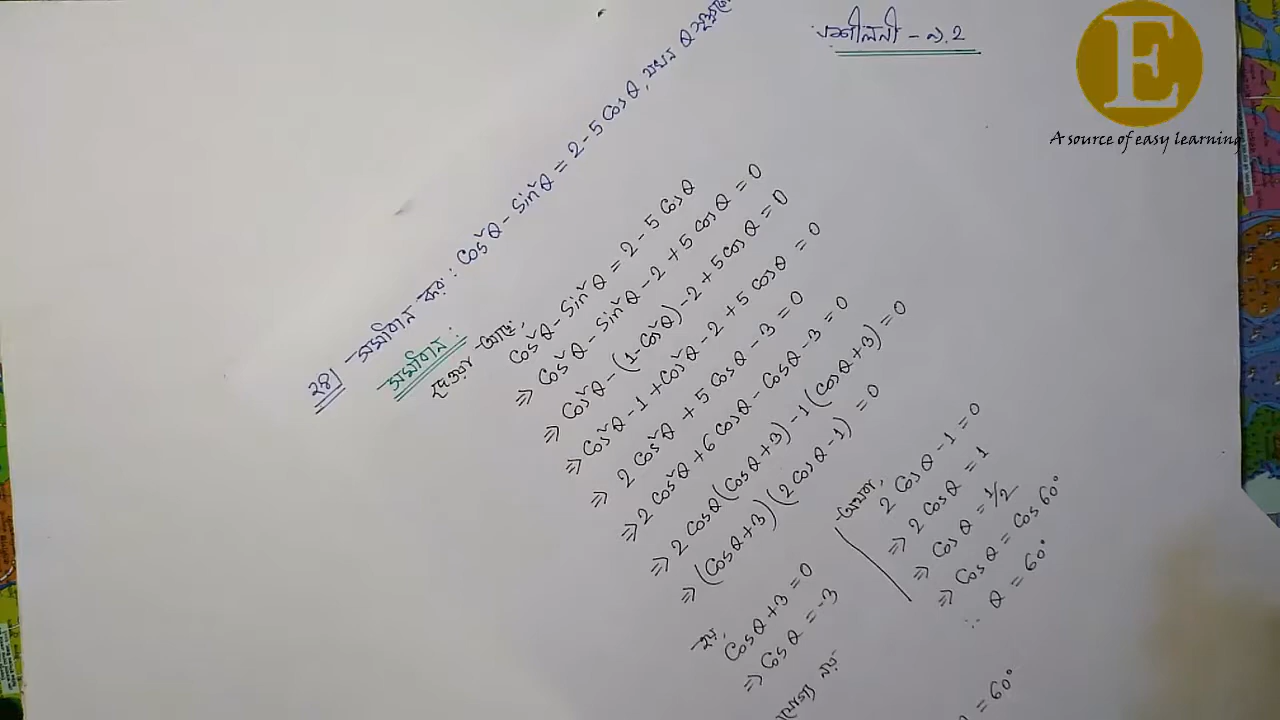 অনুশীলনী - ৯.২
E
A source of easy learning
২৪। সমাধান কর : cos²θ - sin²θ = 2 - 5 cos θ, যখন θ সূক্ষ্মকোণ
সমাধান :
দেওয়া আছে,
cos²θ - sin²θ = 2 - 5 cos θ
⇒ cos²θ - sin²θ - 2 + 5 cos θ = 0
⇒ cos²θ - (1 - cos²θ) - 2 + 5 cos θ = 0
⇒ cos²θ - 1 + cos²θ - 2 + 5 cos θ = 0
⇒ 2 cos²θ + 5 cos θ - 3 = 0
⇒ 2 cos²θ + 6 cos θ - cos θ - 3 = 0
⇒ 2 cos θ (cos θ + 3) - 1 (cos θ + 3) = 0
⇒ (cos θ + 3) (2 cos θ - 1) = 0
হয়,
cos θ + 3 = 0
⇒ cos θ = -3
নয়
অথবা,
2 cos θ - 1 = 0
⇒ 2 cos θ = 1
⇒ cos θ = 1/2
⇒ cos θ = cos 60°
∴ θ = 60°
= 60°